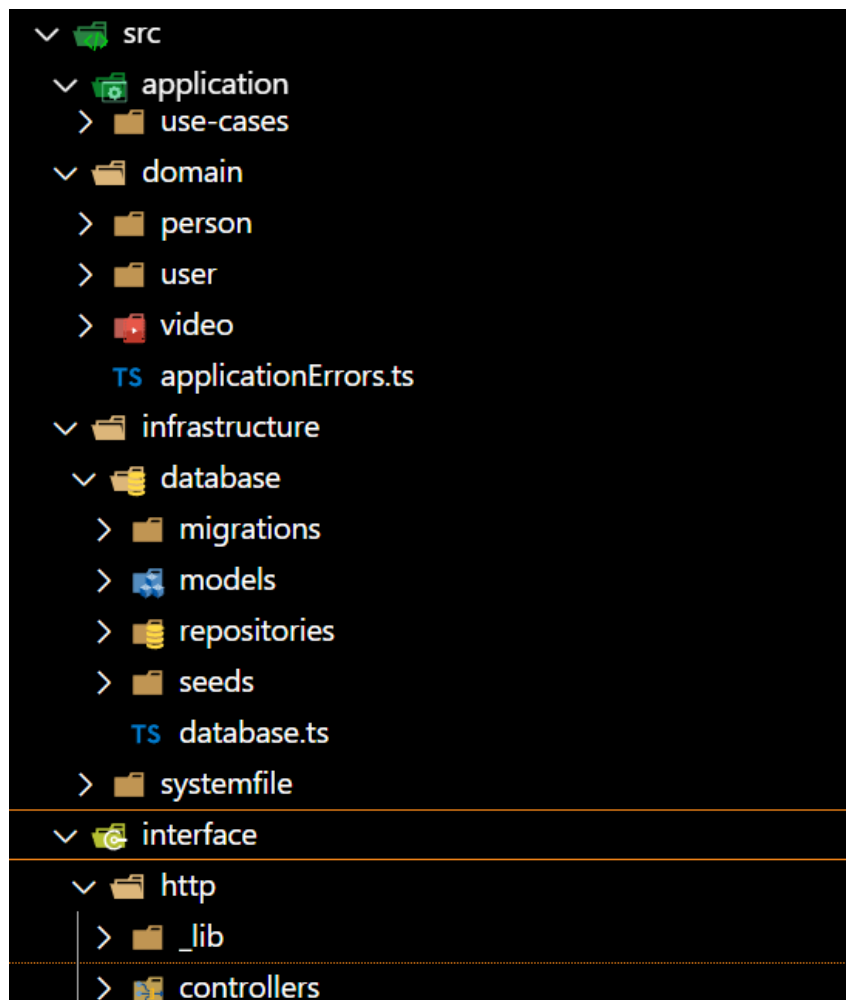 src
application
use-cases
domain
person
user
video
TS applicationErrors.ts
infrastructure
database
migrations
models
repositories
seeds
TS database.ts
systemfile
interface
http
_lib
controllers